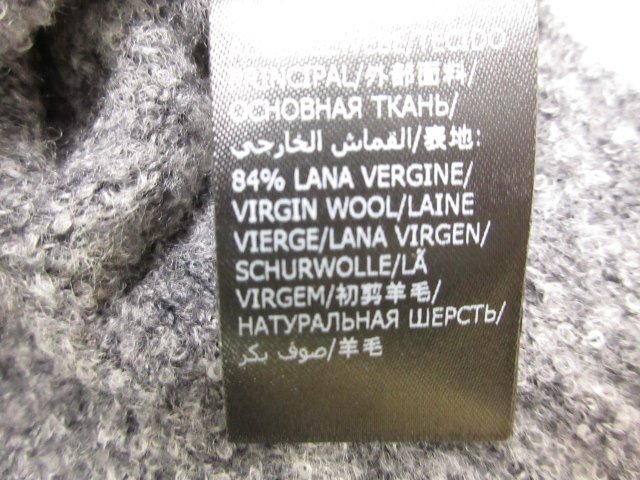 TECIDO
PRINCIPAL/外部面料/
ОСНОВНАЯ ТКАНЬ/
القماش الخارجي/表地:
84% LANA VERGINE/
VIRGIN WOOL/LAINE
VIERGE/LANA VIRGEN/
SCHURWOLLE/LÃ
VIRGEM/初剪羊毛/
НАТУРАЛЬНАЯ ШЕРСТЬ/
صوف بكر/羊毛